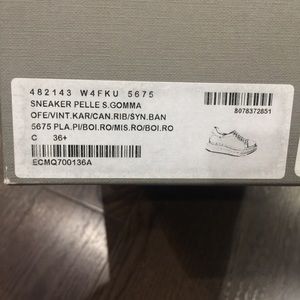 482143 W4FKU 5675
SNEAKER PELLE S.GOMMA
OFE/VINT.KAR/CAN.RIB/SYN.BAN
5675 PLA.PI/BOI.RO/MIS.RO/BOI.RO
C 36+
ECMQ700136A
8078372851